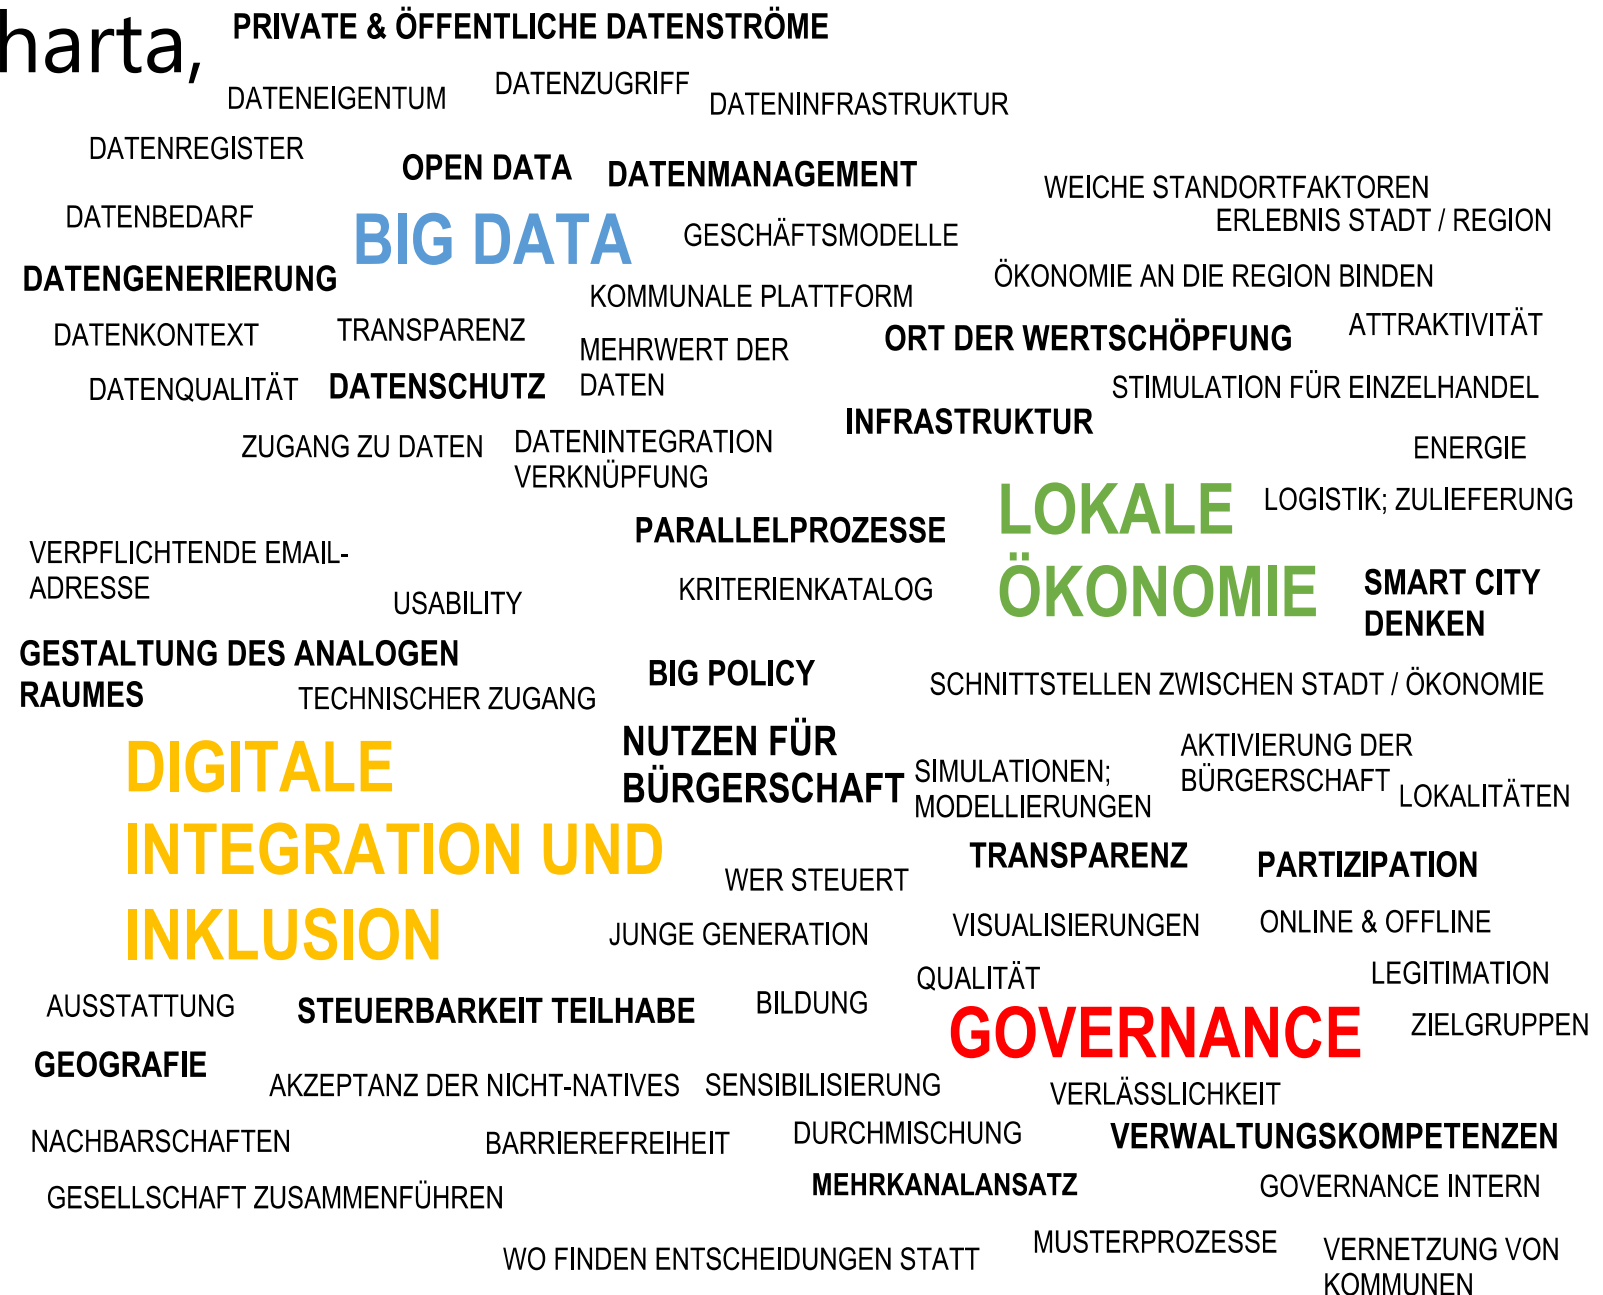 harta,
PRIVATE & ÖFFENTLICHE DATENSTRÖME
DATENEIGENTUM
DATENZUGRIFF
DATENINFRASTRUKTUR
DATENREGISTER
OPEN DATA
DATENMANAGEMENT
WEICHE STANDORTFAKTOREN
DATENBEDARF
BIG DATA
GESCHÄFTSMODELLE
ERLEBNIS STADT / REGION
DATENGENERIERUNG
KOMMUNALE PLATTFORM
ÖKONOMIE AN DIE REGION BINDEN
DATENKONTEXT
TRANSPARENZ
MEHRWERT DER
DATEN
ORT DER WERTSCHÖPFUNG
ATTRAKTIVITÄT
DATENQUALITÄT
DATENSCHUTZ
STIMULATION FÜR EINZELHANDEL
INFRASTRUKTUR
ZUGANG ZU DATEN
DATENINTEGRATION
VERKNÜPFUNG
ENERGIE
LOKALE
ÖKONOMIE
LOGISTIK; ZULIEFERUNG
PARALLELPROZESSE
VERPFLICHTENDE EMAIL-
ADRESSE
USABILITY
KRITERIENKATALOG
SMART CITY
DENKEN
GESTALTUNG DES ANALOGEN
RAUMES
TECHNISCHER ZUGANG
BIG POLICY
SCHNITTSTELLEN ZWISCHEN STADT / ÖKONOMIE
DIGITALE
INTEGRATION UND
INKLUSION
NUTZEN FÜR
BÜRGERSCHAFT
SIMULATIONEN;
MODELLIERUNGEN
AKTIVIERUNG DER
BÜRGERSCHAFT
LOKALITÄTEN
WER STEUERT
TRANSPARENZ
PARTIZIPATION
JUNGE GENERATION
VISUALISIERUNGEN
ONLINE & OFFLINE
AUSSTATTUNG
STEUERBARKEIT TEILHABE
BILDUNG
QUALITÄT
LEGITIMATION
GOVERNANCE
ZIELGRUPPEN
GEOGRAFIE
AKZEPTANZ DER NICHT-NATIVES
SENSIBILISIERUNG
VERLÄSSLICHKEIT
NACHBARSCHAFTEN
BARRIEREFREIHEIT
DURCHMISCHUNG
VERWALTUNGSKOMPETENZEN
GESELLSCHAFT ZUSAMMENFÜHREN
MEHRKANALANSATZ
GOVERNANCE INTERN
WO FINDEN ENTSCHEIDUNGEN STATT
MUSTERPROZESSE
VERNETZUNG VON
KOMMUNEN